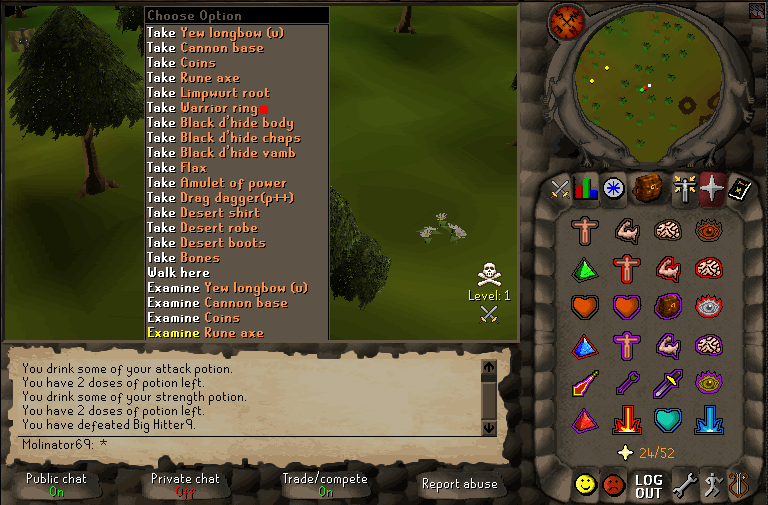 Choose Option
Take Yew longbow (u)
Take Cannon base
Take Coins
Take Rune axe
Take Limpwurt root
Take Warrior ring
Take Black d'hide body
Take Black d'hide chaps
Take Black d'hide vamb
Take Flax
Take Amulet of power
Take Drag dagger(p++)
Take Desert shirt
Take Desert robe
Take Desert boots
Take Bones
Walk here
Examine Yew longbow (u)
Examine Cannon base
Examine Coins
Examine Rune axe
Level: 1
You drink some of your attack potion.
You have 2 doses of potion left.
You drink some of your strength potion.
You have 2 doses of potion left.
You have defeated Big Hitter9.
Molinator69: *
24/52
Public chat
On
Private chat
Off
Trade/compete
On
Report abuse
LOG
OUT